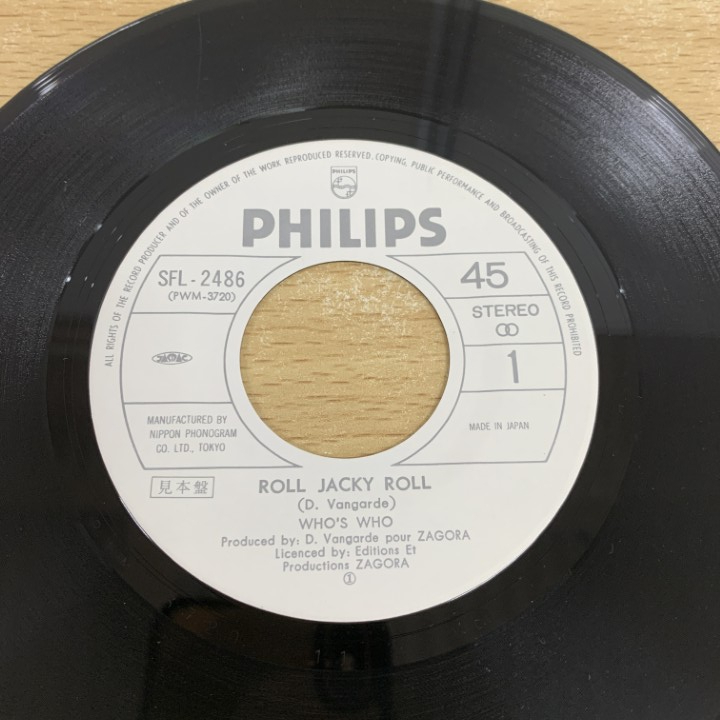 ALL RIGHTS OF THE RECORD PRODUCER AND OF THE OWNER OF THE WORK REPRODUCED RESERVED. COPYING, PUBLIC PERFORMANCE AND BROADCASTING OF THIS RECORD PROHIBITED
PHILIPS
PHILIPS
SFL-2486
(PWM-3720)
45
STEREO
1
MANUFACTURED BY
NIPPON PHONOGRAM
CO. LTD., TOKYO
MADE IN JAPAN
見本盤
ROLL JACKY ROLL
(D. Vangarde)
WHO'S WHO
Produced by: D. Vangarde pour ZAGORA
Licenced by: Editions Et
Productions ZAGORA
①